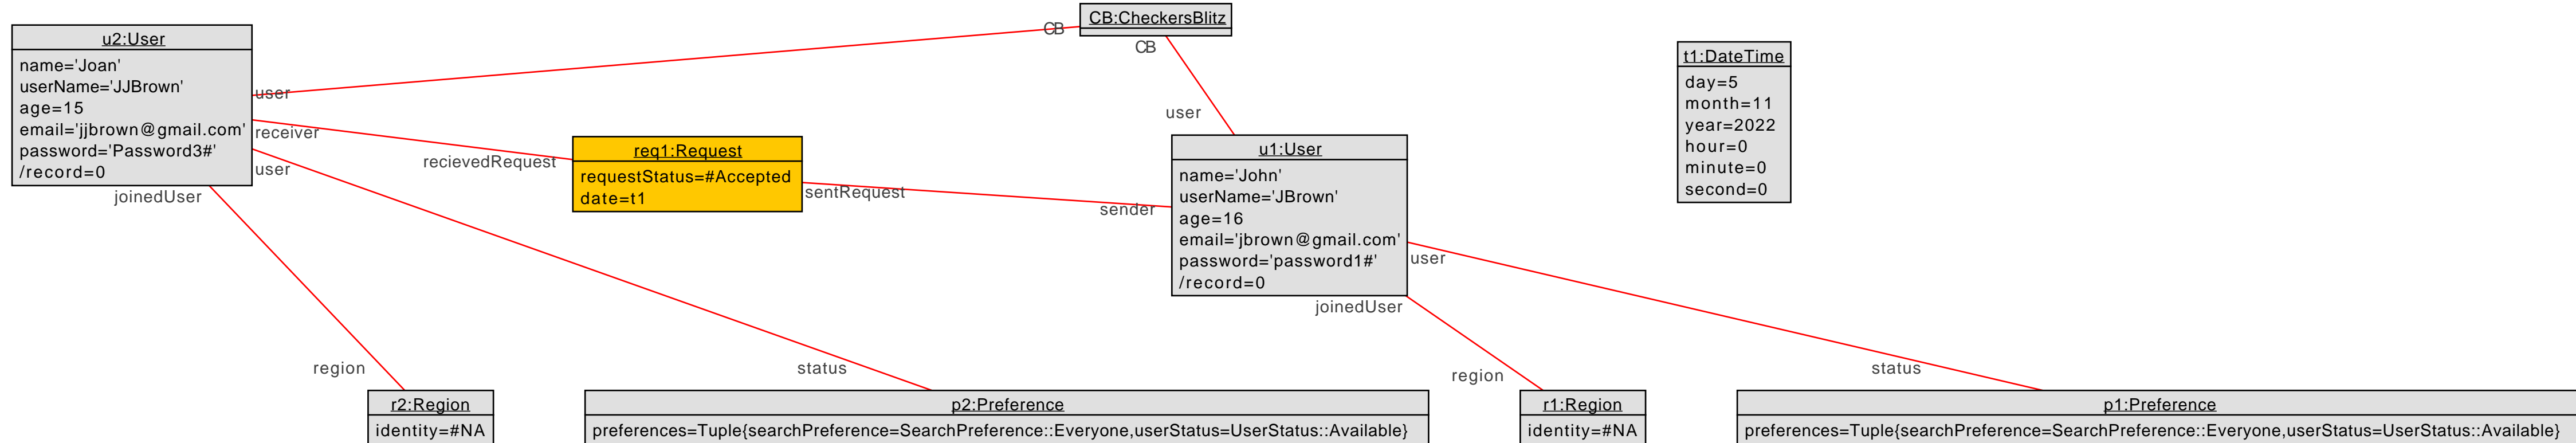 CB:CheckersBlitz
CB
CB
u2:User
name='Joan'
userName='JJBrown'
age=15
email='jjbrown@gmail.com'
password='Password3#'
/record=0
user
receiver
user
joinedUser
recievedRequest
req1:Request
requestStatus=#Accepted
date=t1
sentRequest
sender
user
u1:User
name='John'
userName='JBrown'
age=16
email='jbrown@gmail.com'
password='password1#'
/record=0
user
joinedUser
t1:DateTime
day=5
month=11
year=2022
hour=0
minute=0
second=0
region
status
region
status
r2:Region
identity=#NA
p2:Preference
preferences=Tuple{searchPreference=SearchPreference::Everyone,userStatus=UserStatus::Available}
r1:Region
identity=#NA
p1:Preference
preferences=Tuple{searchPreference=SearchPreference::Everyone,userStatus=UserStatus::Available}